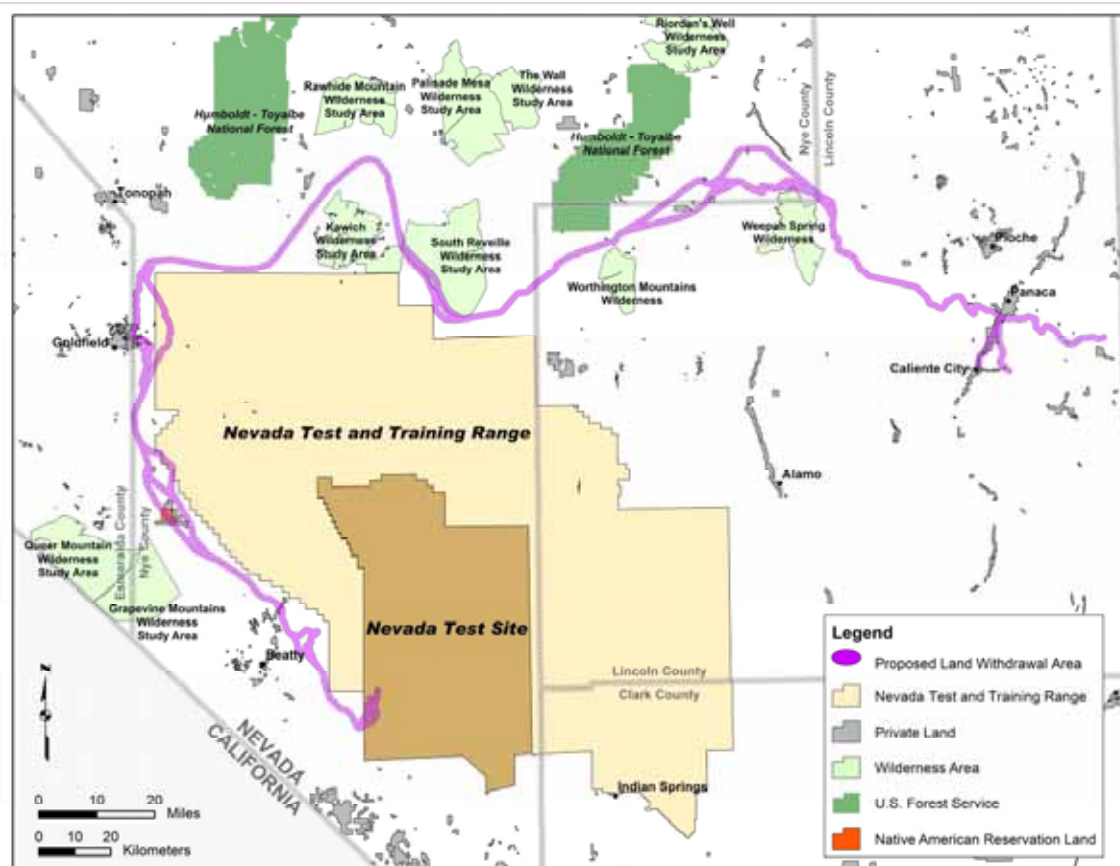 Riordan's Well
Wilderness
Study Area
Rawhide Mountain
Wilderness
Study Area
Palisade Mesa
Wilderness
Study Area
The Wall
Wilderness
Study Area
Humboldt - Toyaibe
National Forest
Humboldt - Toyaibe
National Forest
Nye County
Lincoln County
Tonopah
Kawich
Wilderness
Study Area
South Reveille
Wilderness
Study Area
Weepah Spring
Wilderness
Pioche
Worthington Mountains
Wilderness
Panaca
Goldfield
Caliente City
Nevada Test and Training Range
Alamo
Esmeralda County
Nye County
Queer Mountain
Wilderness
Study Area
Grapevine Mountains
Wilderness
Study Area
Nevada Test Site
Beatty
Lincoln County
Clark County
NEVADA
CALIFORNIA
Indian Springs
N
0 10 20
Miles
0 10 20
Kilometers
Legend
Proposed Land Withdrawal Area
Nevada Test and Training Range
Private Land
Wilderness Area
U.S. Forest Service
Native American Reservation Land